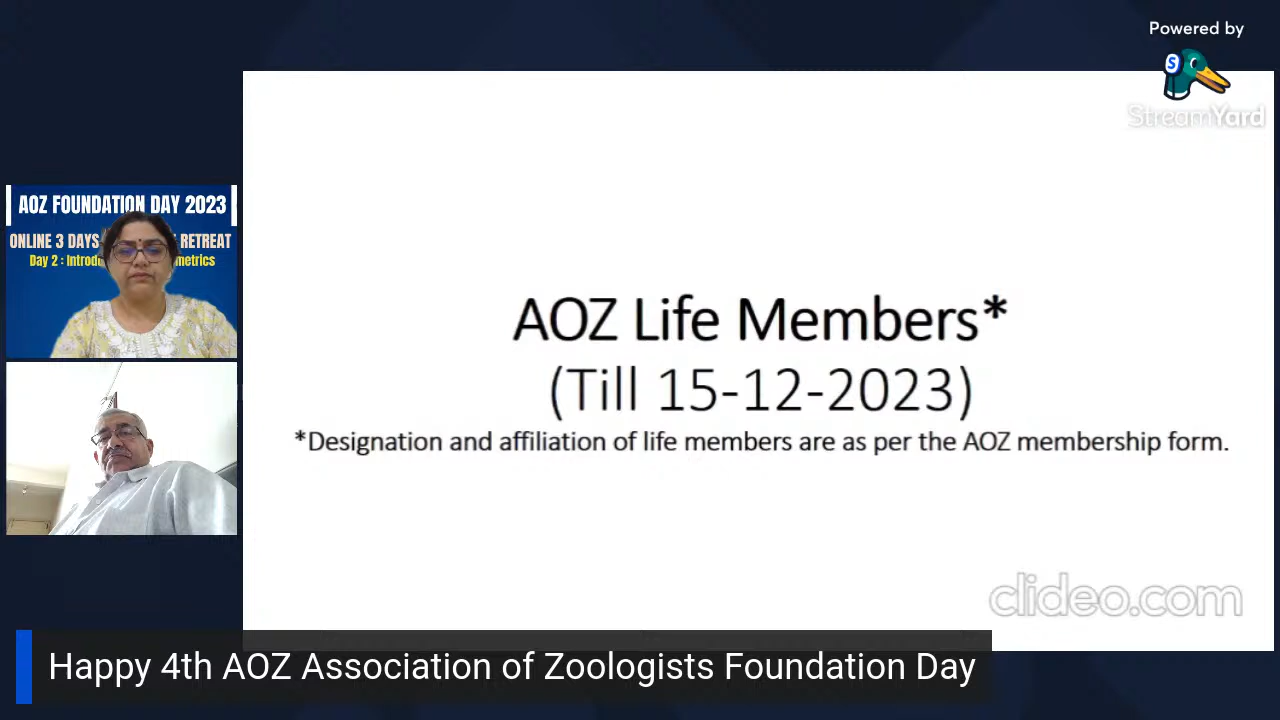 Powered by
S
StreamYard
AOZ FOUNDATION DAY 2023
ONLINE 3 DAYS RETREAT
Day 2 : metrics
AOZ Life Members*
(Till 15-12-2023)
*Designation and affiliation of life members are as per the AOZ membership form.
clideo.com
Happy 4th AOZ Association of Zoologists Foundation Day